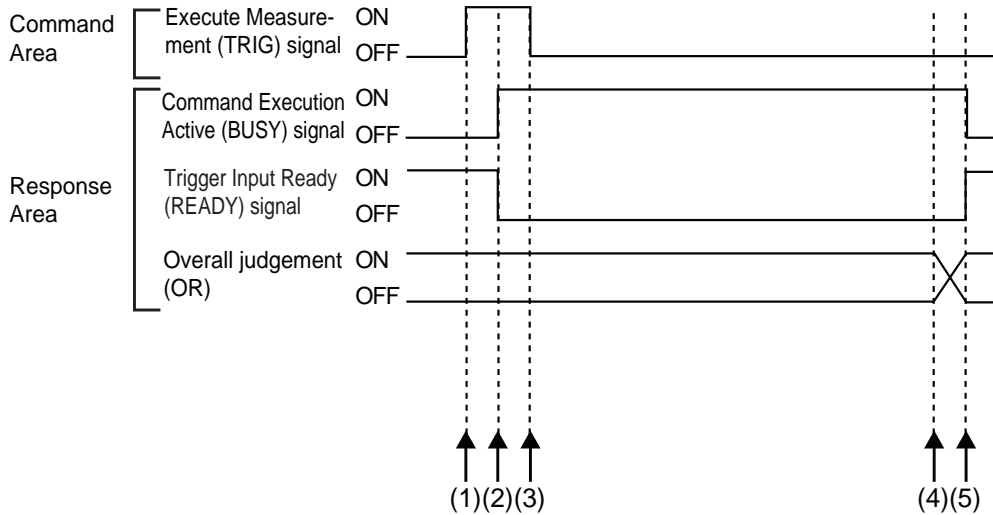 Command
Area
Execute Measure-
ment (TRIG) signal
ON
OFF
Response
Area
Command Execution
Active (BUSY) signal
ON
OFF
Trigger Input Ready
(READY) signal
ON
OFF
Overall judgement
(OR)
ON
OFF
(1)(2)(3)
(4)(5)